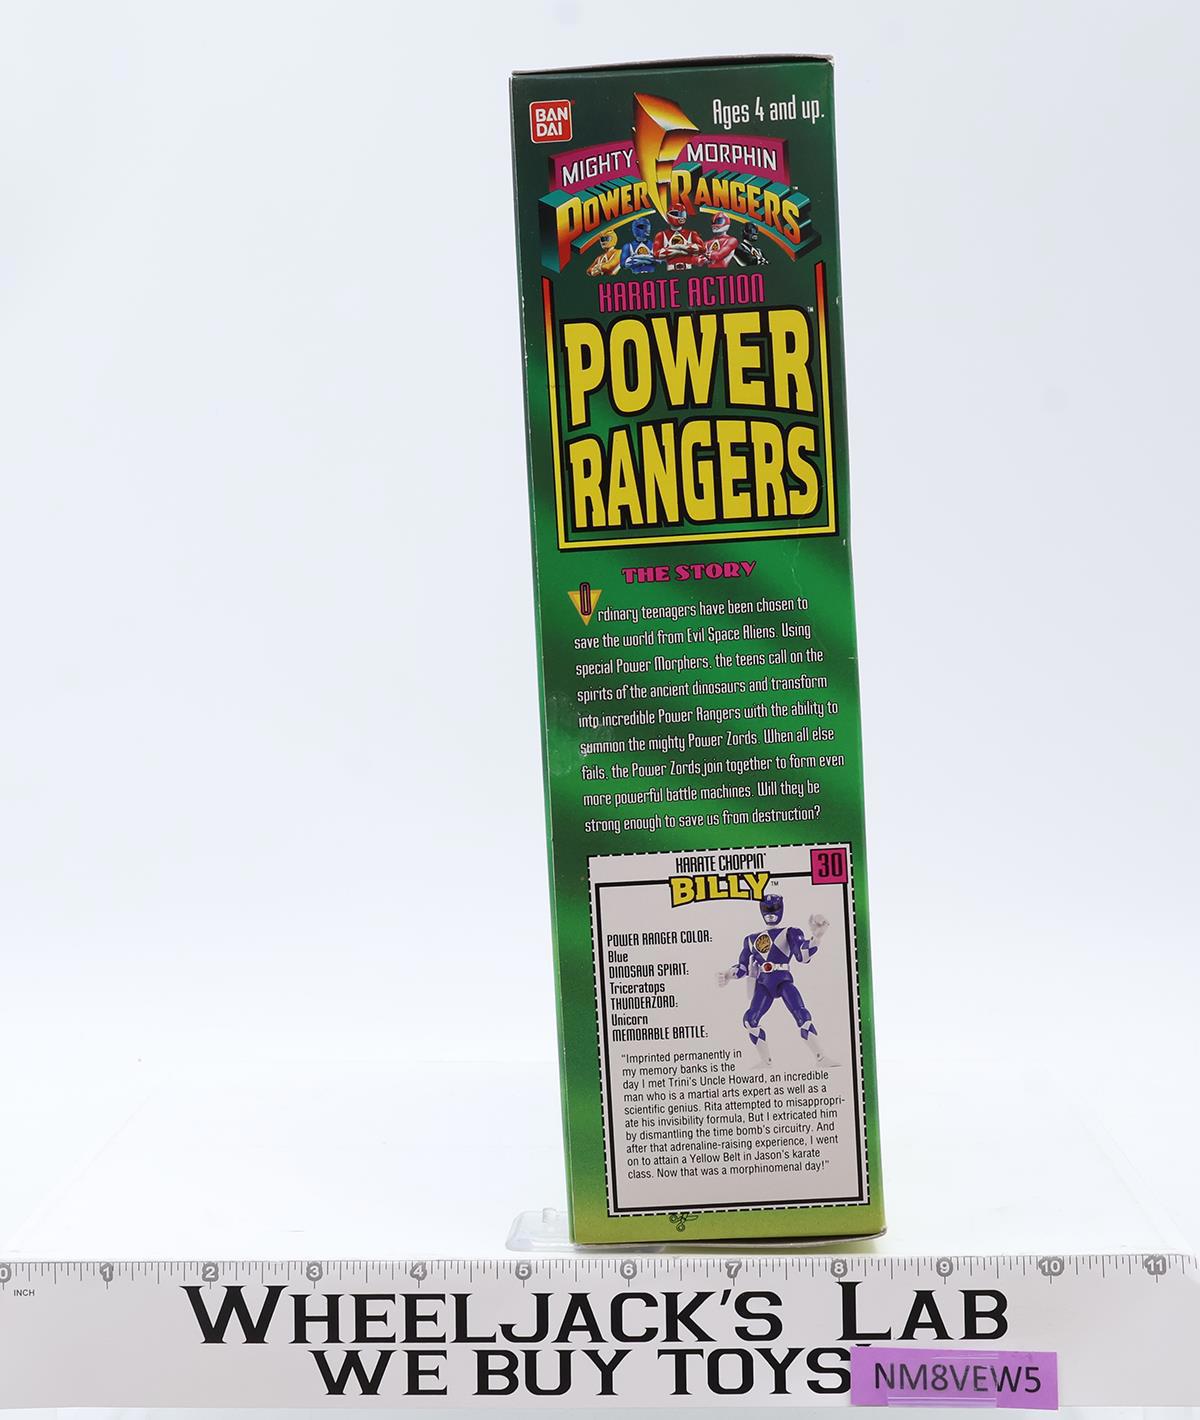 BAN
DAI
Ages 4 and up.
MIGHTY MORPHIN
POWER RANGERS
KARATE ACTION
POWER
RANGERS
THE STORY
Ordinary teenagers have been chosen to
save the world from Evil Space Aliens. Using
special Power Morphers, the teens call on the
spirits of the ancient dinosaurs and transform
into incredible Power Rangers with the ability to
summon the mighty Power Zords. When all else
fails, the Power Zords join together to form even
more powerful battle machines. Will they be
strong enough to save us from destruction?
KARATE CHOPPIN'
30
BILLY™
POWER RANGER COLOR:
Blue
DINOSAUR SPIRIT:
Triceratops
THUNDERZORD:
Unicorn
MEMORABLE BATTLE:
"Imprinted permanently in
my memory banks is the
day I met Trini's Uncle Howard, an incredible
man who is a martial arts expert as well as a
scientific genius. Rita attempted to misappropri-
ate his invisibility formula, But I extricated him
by dismantling the time bomb's circuitry. And
after that adrenaline-raising experience, I went
on to attain a Yellow Belt in Jason's karate
class. Now that was a morphinomenal day!"
0 1 2 3 4 5 6 7 8 9 10 11
INCH
WHEELJACK'S LAB
WE BUY TOYS
NM8VEW5